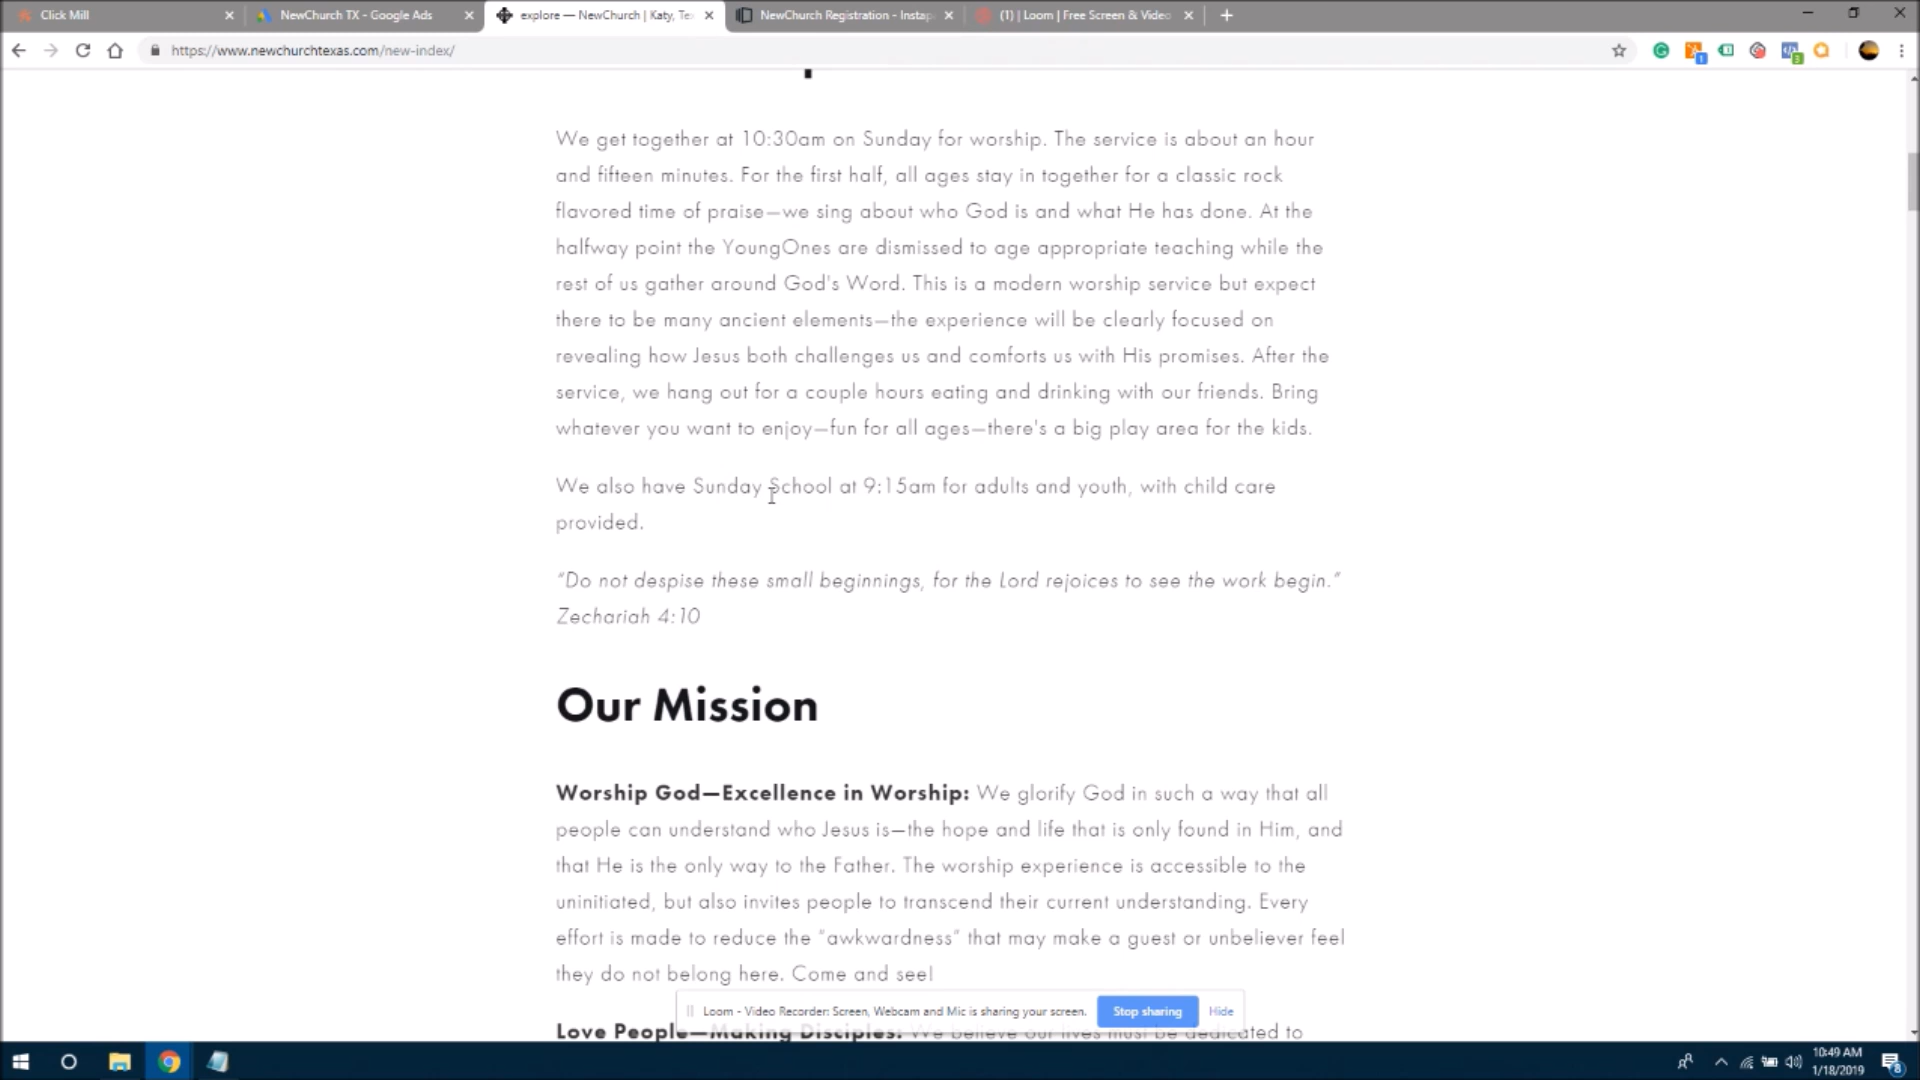 Click Mill
NewChurch TX - Google Ads
explore — NewChurch | Katy, Te
NewChurch Registration - Instap
(1) | Loom | Free Screen & Video
https://www.newchurchtexas.com/new-index/
We get together at 10:30am on Sunday for worship. The service is about an hour
and fifteen minutes. For the first half, all ages stay in together for a classic rock
flavored time of praise—we sing about who God is and what He has done. At the
halfway point the YoungOnes are dismissed to age appropriate teaching while the
rest of us gather around God's Word. This is a modern worship service but expect
there to be many ancient elements—the experience will be clearly focused on
revealing how Jesus both challenges us and comforts us with His promises. After the
service, we hang out for a couple hours eating and drinking with our friends. Bring
whatever you want to enjoy—fun for all ages—there's a big play area for the kids.
We also have Sunday School at 9:15am for adults and youth, with child care
provided.
“Do not despise these small beginnings, for the Lord rejoices to see the work begin.”
Zechariah 4:10
Our Mission
Worship God—Excellence in Worship: We glorify God in such a way that all
people can understand who Jesus is—the hope and life that is only found in Him, and
that He is the only way to the Father. The worship experience is accessible to the
uninitiated, but also invites people to transcend their current understanding. Every
effort is made to reduce the “awkwardness” that may make a guest or unbeliever feel
they do not belong here. Come and see!
Loom - Video Recorder: Screen, Webcam and Mic is sharing your screen. Stop sharing Hide
Love People—Making Disciples: We believe our lives must be dedicated to
10:49 AM
1/18/2019